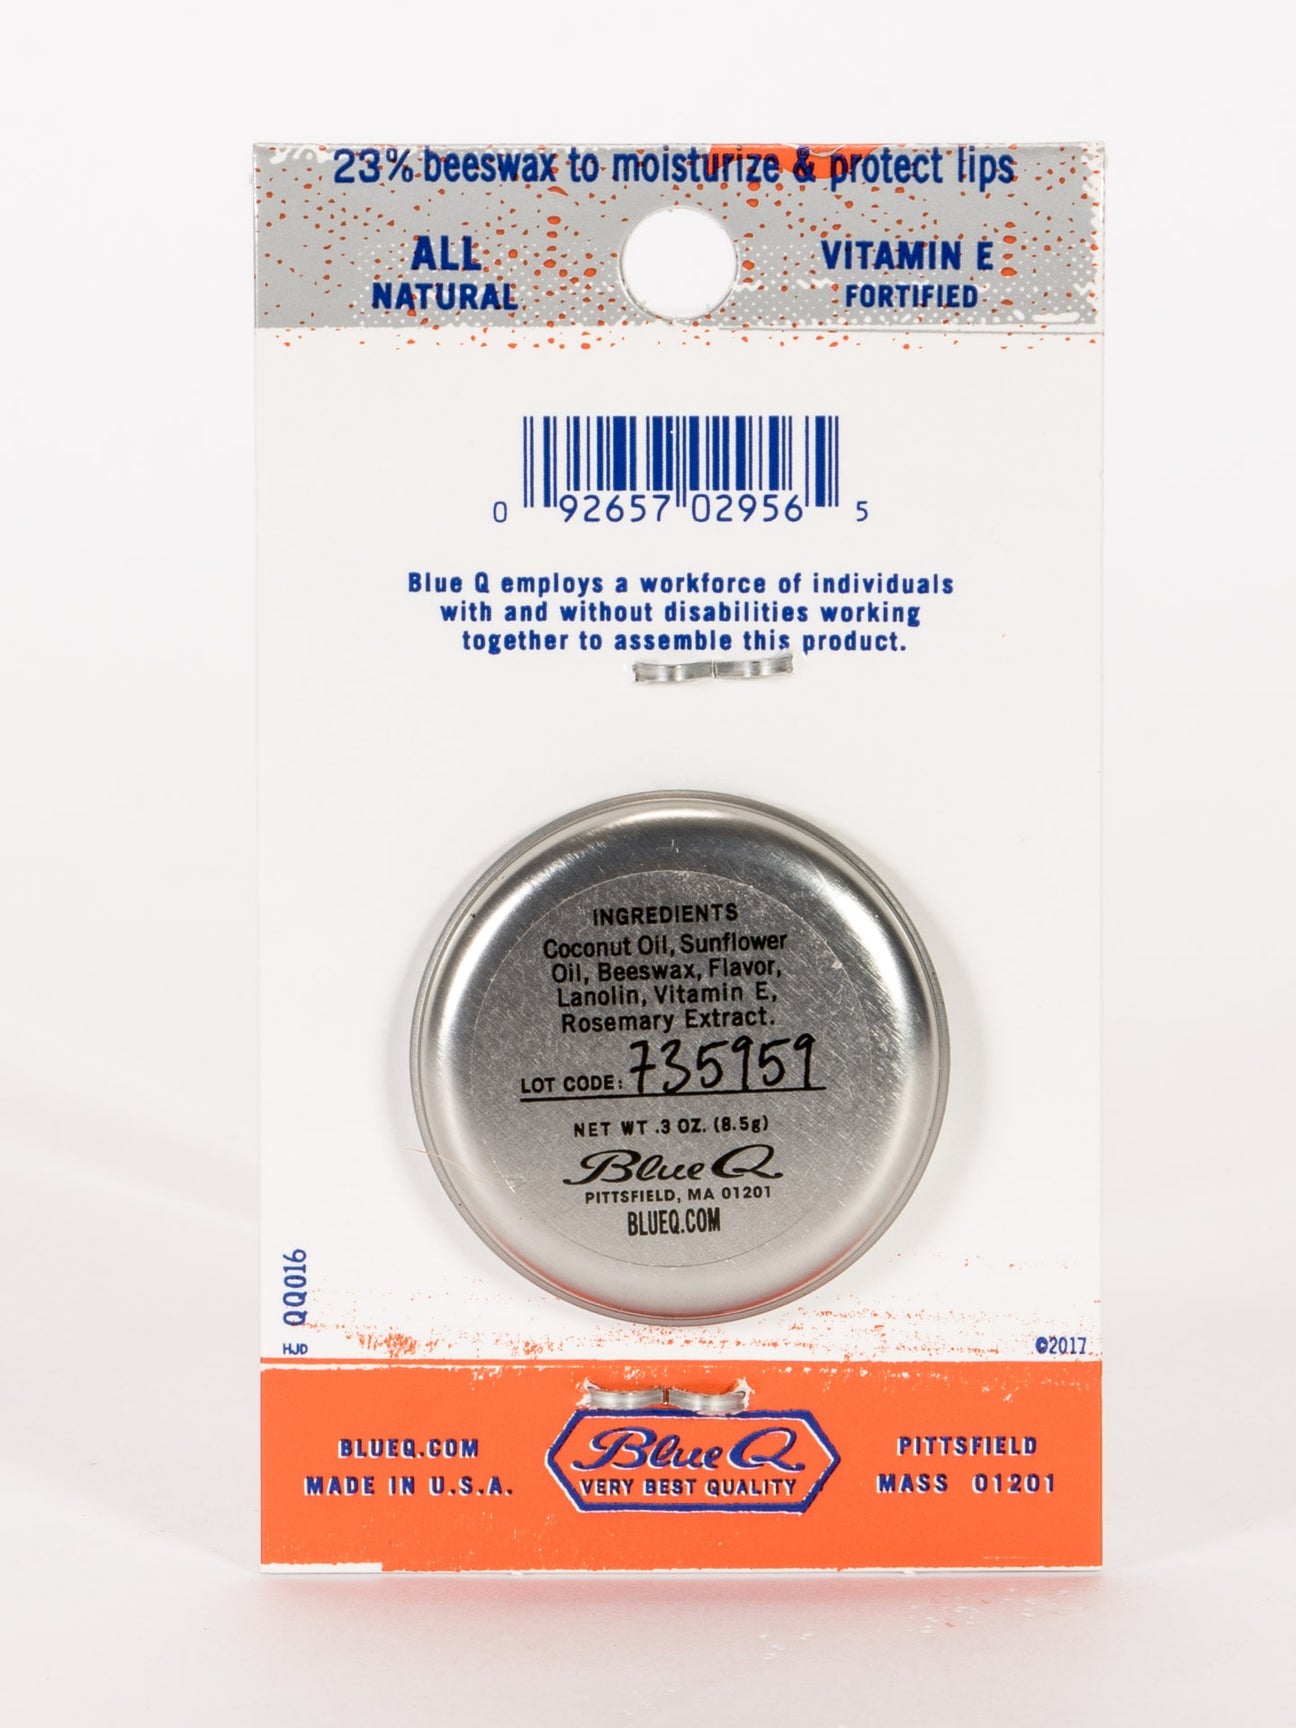 23% beeswax to moisturize & protect lips
ALL
NATURAL
VITAMIN E
FORTIFIED
0 92657 02956 5
Blue Q employs a workforce of individuals
with and without disabilities working
together to assemble this product.
INGREDIENTS
Coconut Oil, Sunflower
Oil, Beeswax, Flavor,
Lanolin, Vitamin E,
Rosemary Extract.
LOT CODE: 735959
NET WT .3 OZ. (8.5g)
Blue Q
PITTSFIELD, MA 01201
BLUEQ.COM
QQ016
HJD
©2017
BLUEQ.COM
MADE IN U.S.A.
Blue Q
VERY BEST QUALITY
PITTSFIELD
MASS 01201